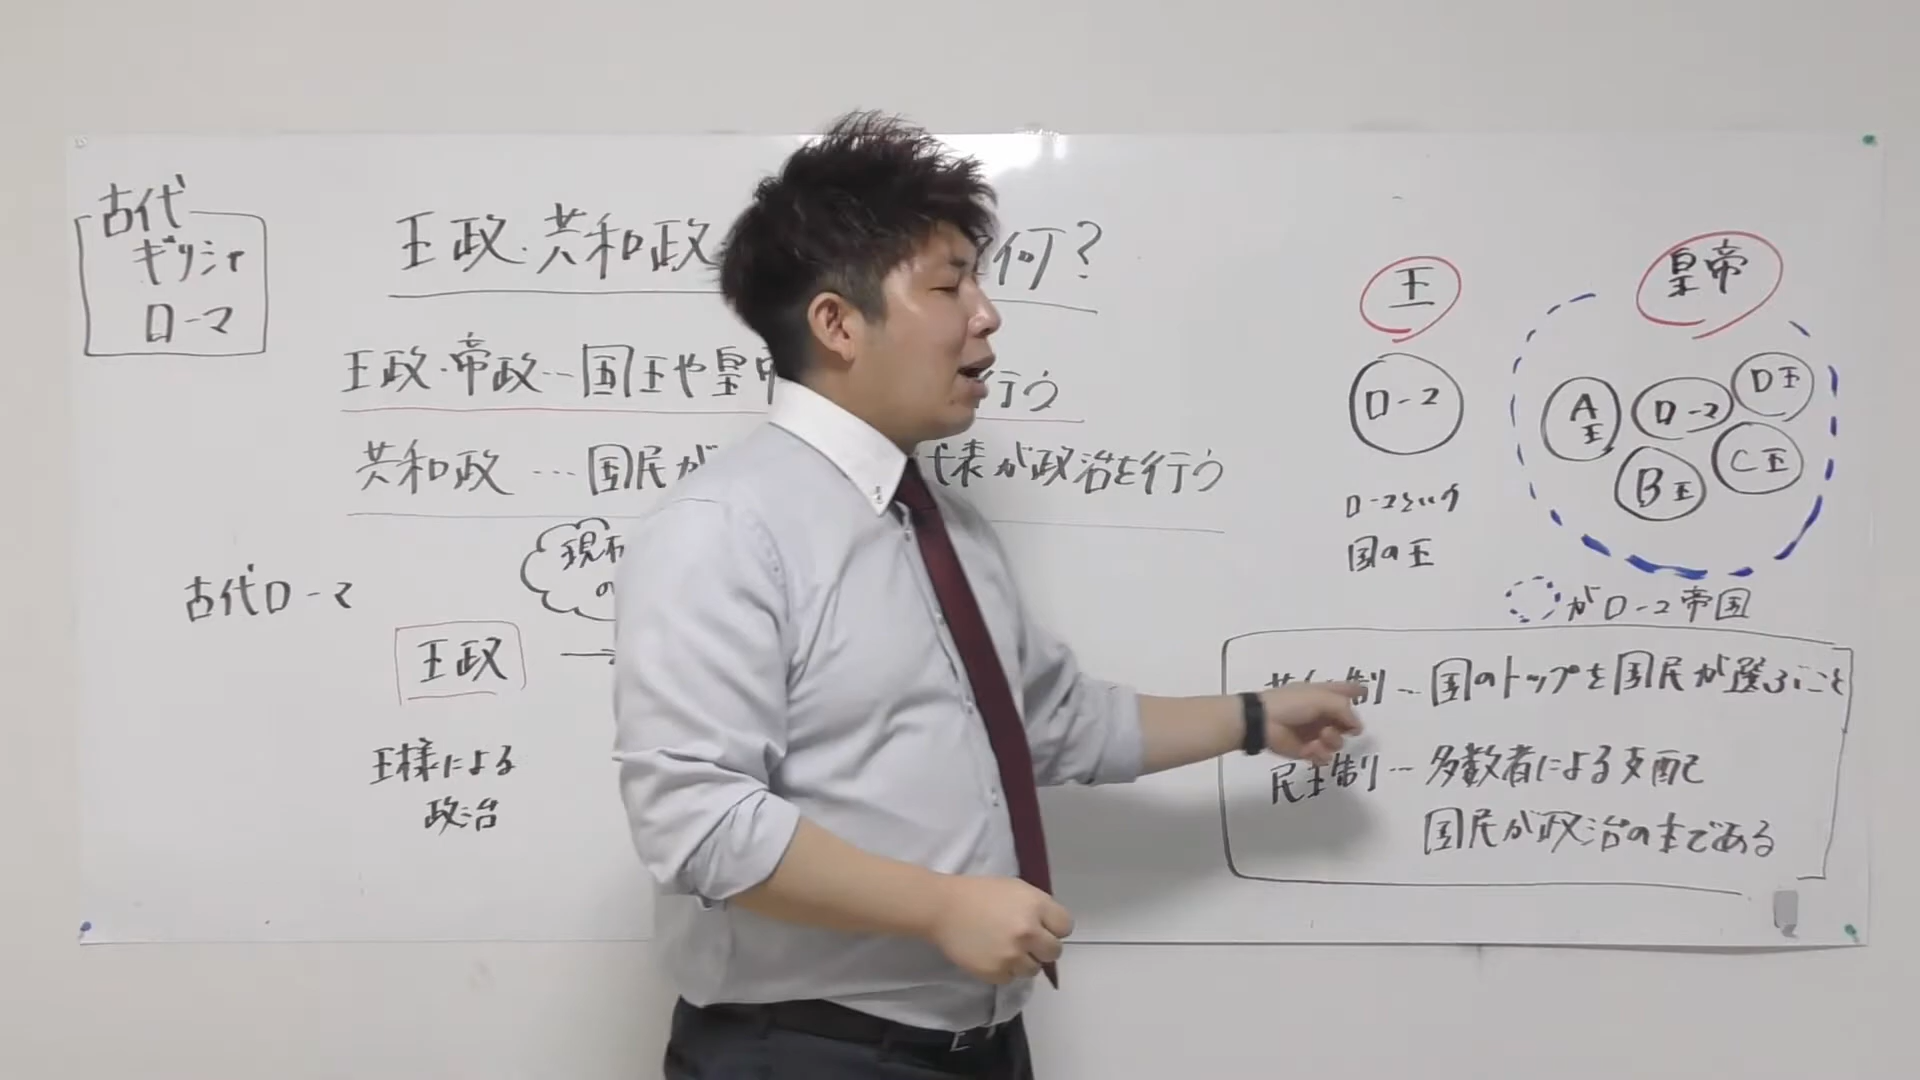 古代
ギリシャ
ローマ
王政・共和政
何？
王政・帝政…国王や皇
行う
共和政…国民が
代表が政治を行う
古代ローマ
現
の
王政
→
王様による
政治
王
ローマ
ローマという
国の王
皇帝
A王
ローマ
D王
B王
C王
がローマ帝国
制…国のトップを国民が選ぶこと
民主制…多数者による支配
国民が政治の主である